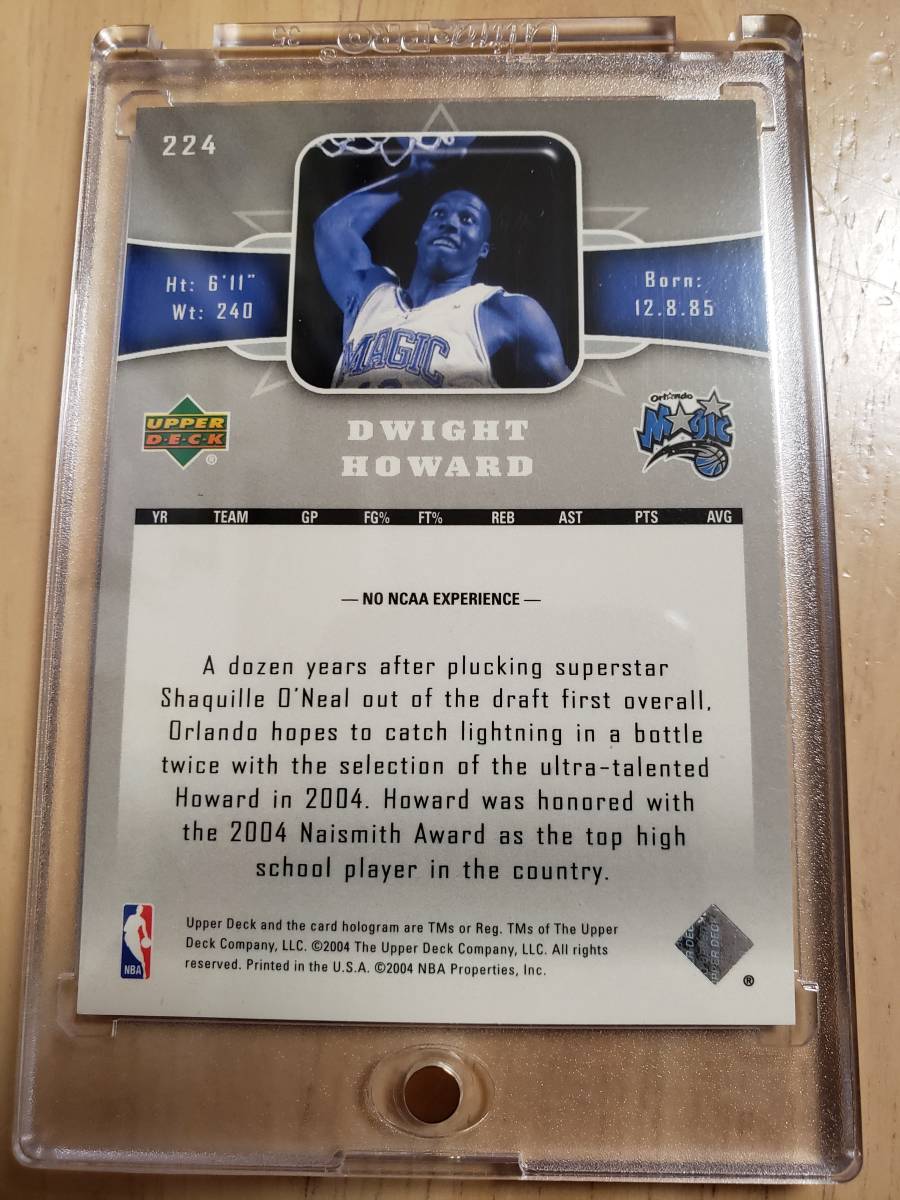 Ultra•PRO®
35
224
Ht: 6'11"
Wt: 240
Born:
12.8.85
MAGIC
UPPER
D•E•C•K
®
DWIGHT
HOWARD
Orlando
Magic
YR TEAM GP FG% FT% REB AST PTS AVG
— NO NCAA EXPERIENCE —
A dozen years after plucking superstar
Shaquille O'Neal out of the draft first overall,
Orlando hopes to catch lightning in a bottle
twice with the selection of the ultra-talented
Howard in 2004. Howard was honored with
the 2004 Naismith Award as the top high
school player in the country.
NBA
Upper Deck and the card hologram are TMs or Reg. TMs of The Upper
Deck Company, LLC. ©2004 The Upper Deck Company, LLC. All rights
reserved. Printed in the U.S.A. ©2004 NBA Properties, Inc.
UPPER DECK
®